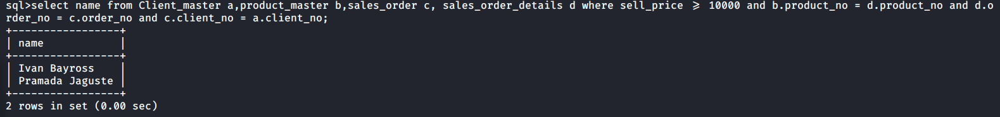 sql>select name from Client_master a,product_master b,sales_order c, sales_order_details d where sell_price >= 10000 and b.product_no = d.product_no and d.o
rder_no = c.order_no and c.client_no = a.client_no;
+-----------------+
| name            |
+-----------------+
| Ivan Bayross    |
| Pramada Jaguste |
+-----------------+
2 rows in set (0.00 sec)